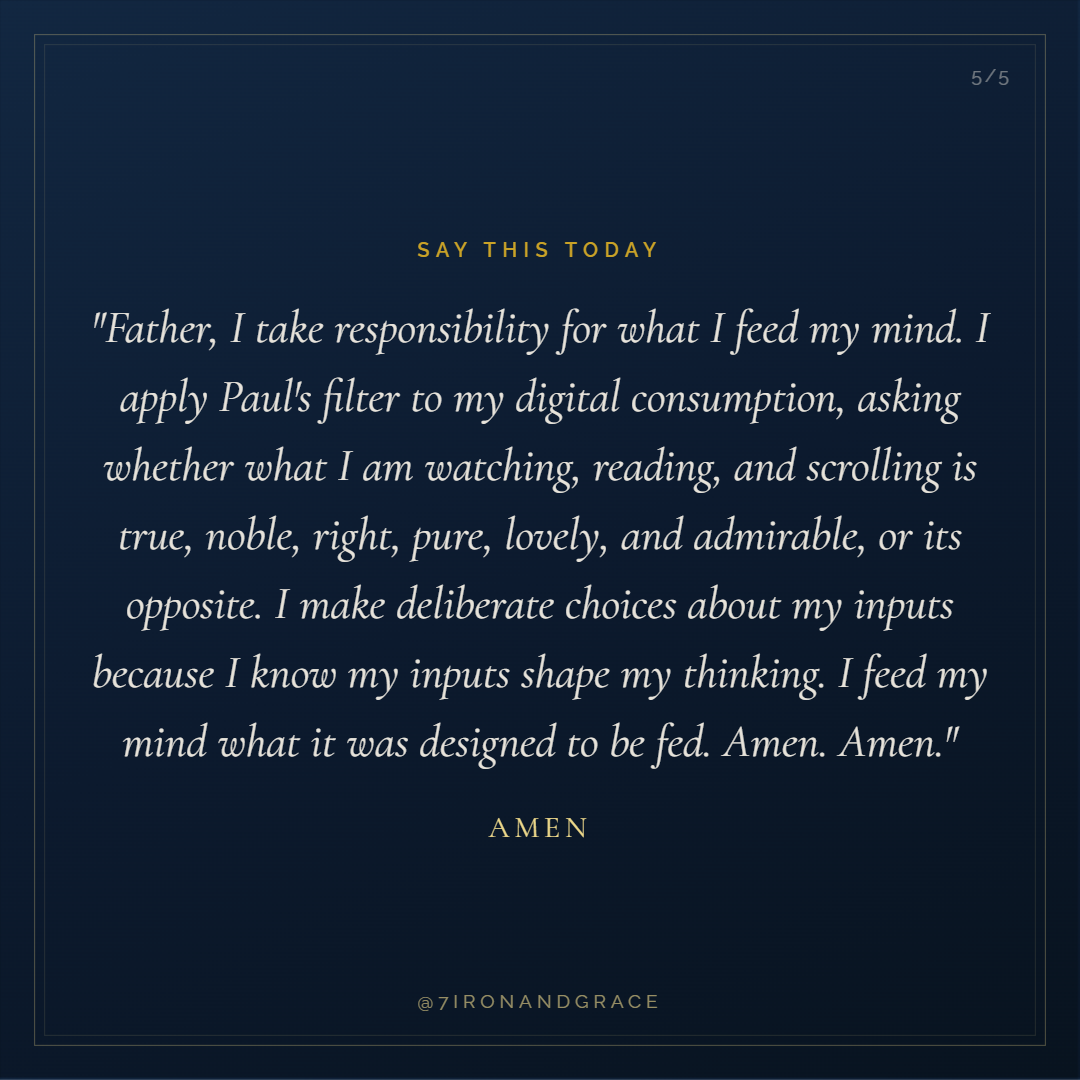 5/5
SAY THIS TODAY
"Father, I take responsibility for what I feed my mind. I
apply Paul's filter to my digital consumption, asking
whether what I am watching, reading, and scrolling is
true, noble, right, pure, lovely, and admirable, or its
opposite. I make deliberate choices about my inputs
because I know my inputs shape my thinking. I feed my
mind what it was designed to be fed. Amen. Amen."
AMEN
@7IRONANDGRACE